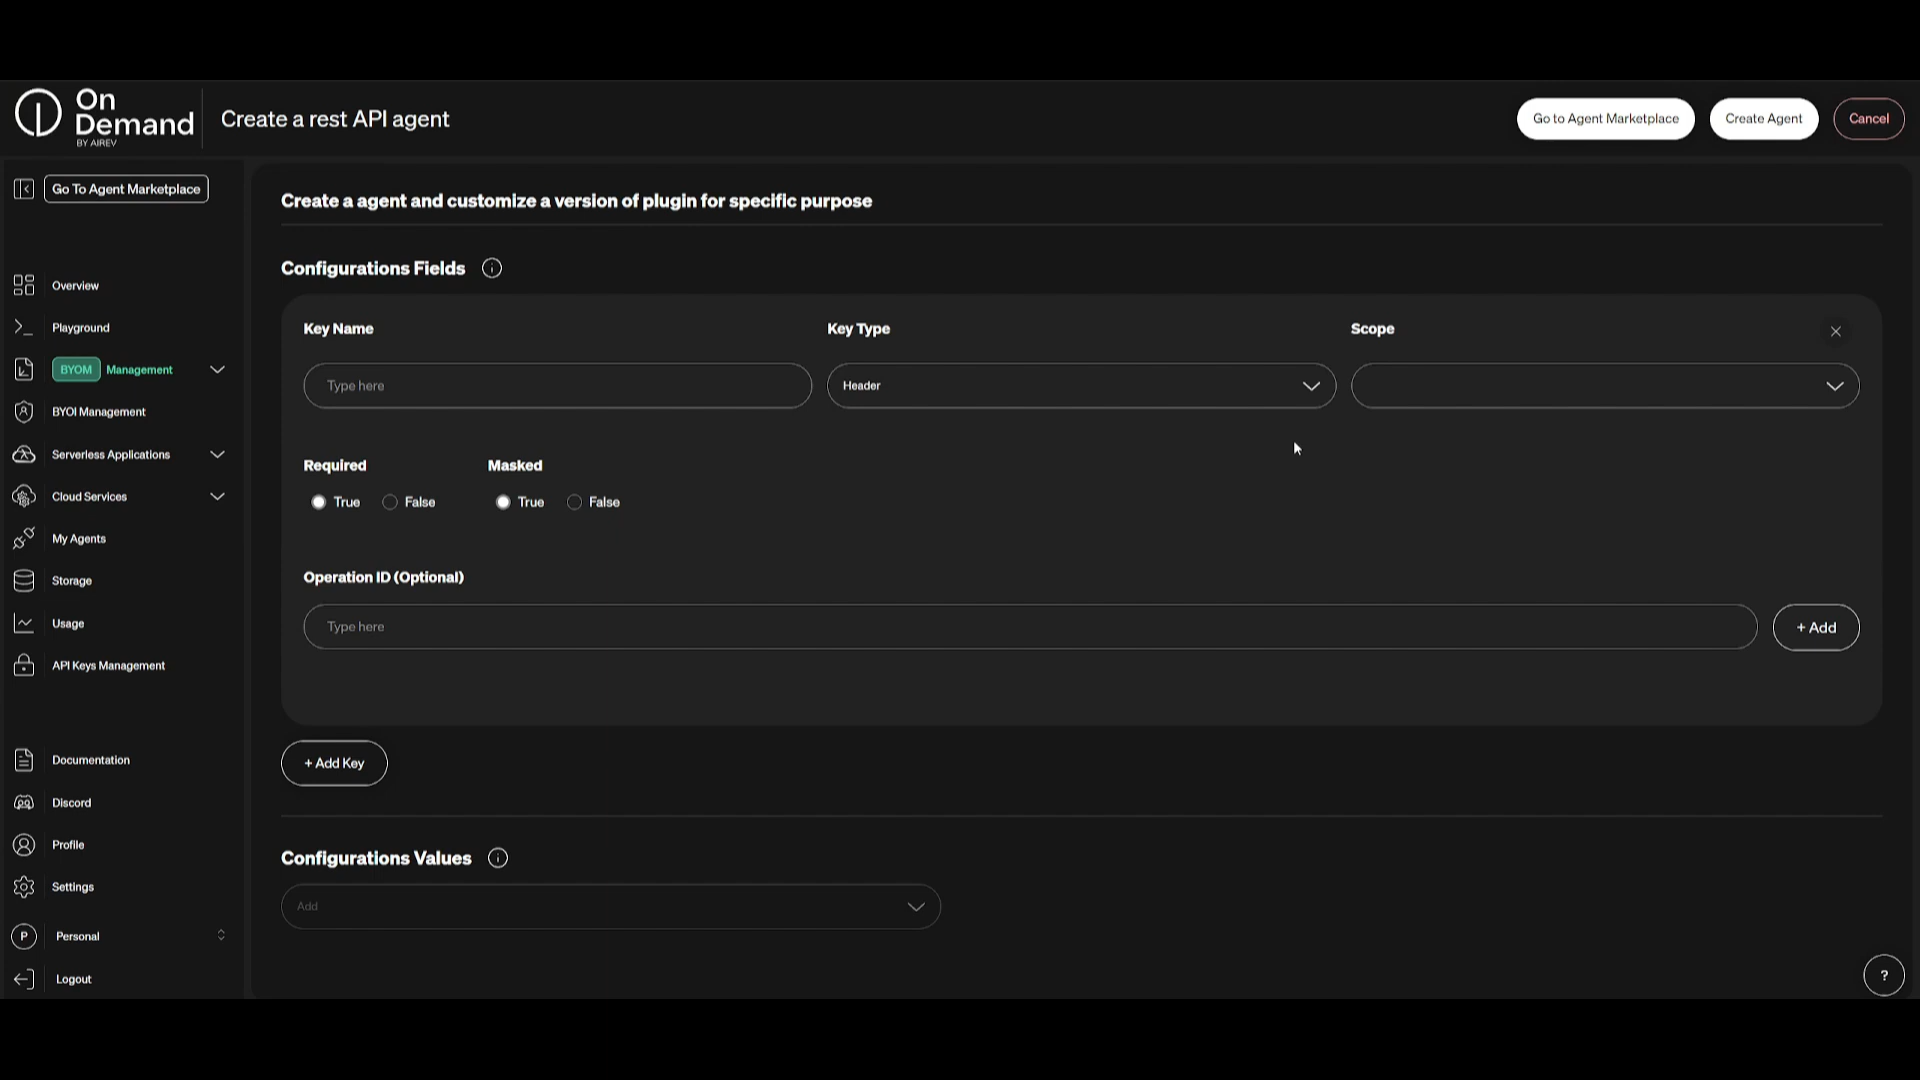 On
Demand
BY AIREV
Create a rest API agent
Go to Agent Marketplace
Create Agent
Cancel
Go To Agent Marketplace
Overview
Playground
BYOM Management
BYOI Management
Serverless Applications
Cloud Services
My Agents
Storage
Usage
API Keys Management
Documentation
Discord
Profile
Settings
P Personal
Logout
Create a agent and customize a version of plugin for specific purpose
Configurations Fields
Key Name
Key Type
Scope
Type here
Header
Required
Masked
True
False
True
False
Operation ID (Optional)
Type here
+ Add
+ Add Key
Configurations Values
Add
?